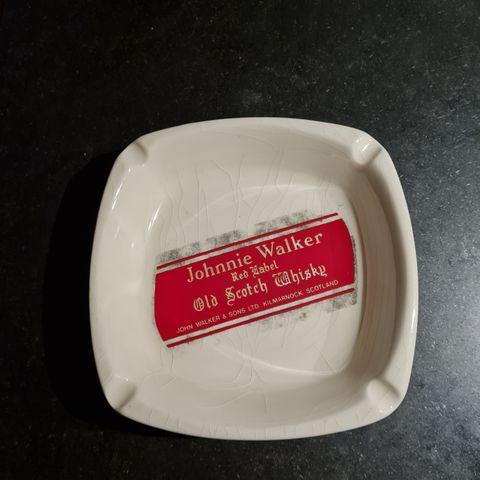 Johnnie Walker
Red Label
Old Scotch Whisky
JOHN WALKER & SONS LTD. KILMARNOCK, SCOTLAND